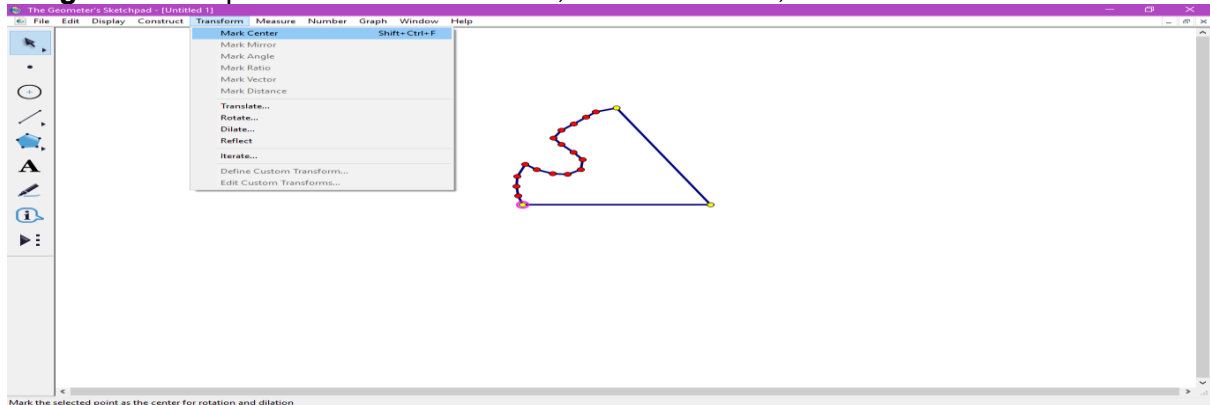 The Geometer's Sketchpad - [Untitled 1]
File Edit Display Construct Transform Measure Number Graph Window Help
Mark Center Shift+Ctrl+F
Mark Mirror
Mark Angle
Mark Ratio
Mark Vector
Mark Distance
Translate...
Rotate...
Dilate...
Reflect
Iterate...
Define Custom Transform...
Edit Custom Transforms...
A
i
Mark the selected point as the center for rotation and dilation